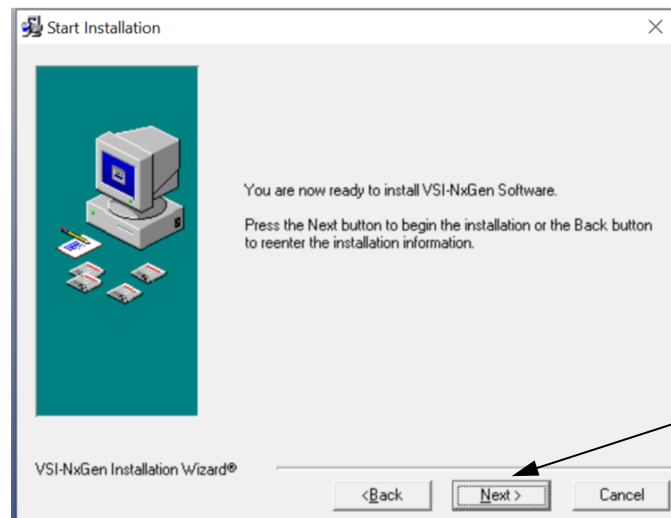 Start Installation
You are now ready to install VSI-NxGen Software.
Press the Next button to begin the installation or the Back button
to reenter the installation information.
VSI-NxGen Installation Wizard®
<Back
Next >
Cancel